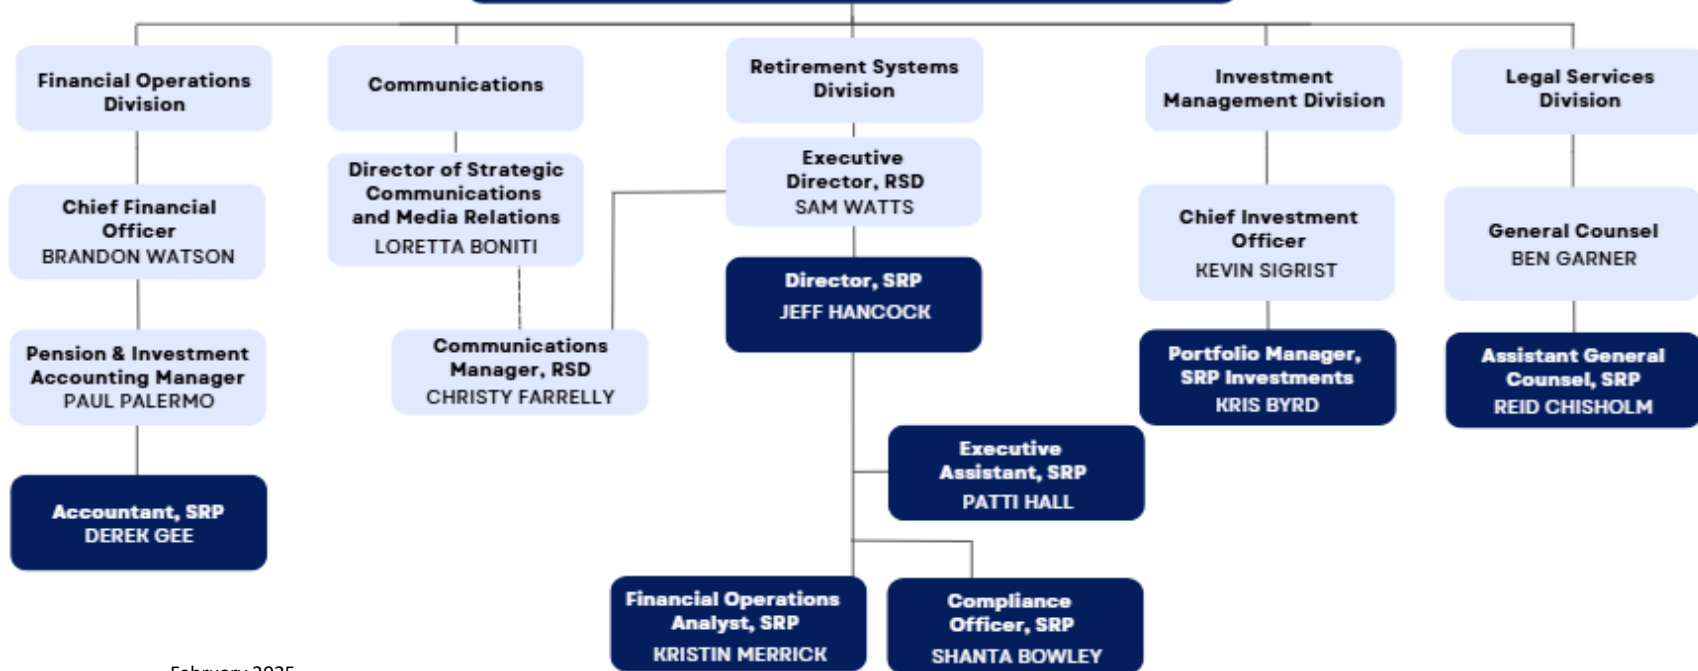 Financial Operations
Division
Communications
Retirement Systems
Division
Investment
Management Division
Legal Services
Division
Chief Financial
Officer
BRANDON WATSON
Director of Strategic
Communications
and Media Relations
LORETTA BONITI
Executive
Director, RSD
SAM WATTS
Chief Investment
Officer
KEVIN SIGRIST
General Counsel
BEN GARNER
Director, SRP
JEFF HANCOCK
Pension & Investment
Accounting Manager
PAUL PALERMO
Communications
Manager, RSD
CHRISTY FARRELLY
Portfolio Manager,
SRP Investments
KRIS BYRD
Assistant General
Counsel, SRP
REID CHISHOLM
Executive
Assistant, SRP
PATTI HALL
Accountant, SRP
DEREK GEE
Financial Operations
Analyst, SRP
KRISTIN MERRICK
Compliance
Officer, SRP
SHANTA BOWLEY
February 2025